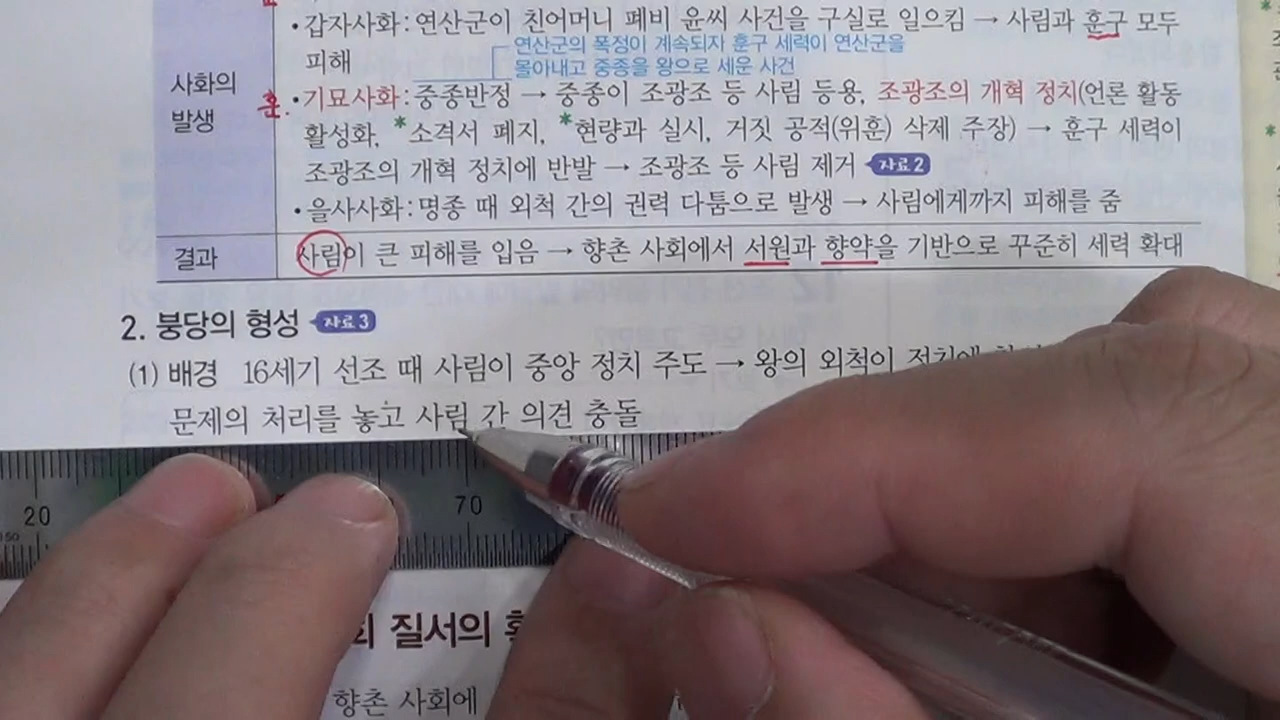 • 갑자사화: 연산군이 친어머니 폐비 윤씨 사건을 구실로 일으킴 → 사림과 훈구 모두
피해
연산군의 폭정이 계속되자 훈구 세력이 연산군을
몰아내고 중종을 왕으로 세운 사건
사화의
발생
훈.
• 기묘사화: 중종반정 → 중종이 조광조 등 사림 등용, 조광조의 개혁 정치(언론 활동
활성화, *소격서 폐지, *현량과 실시, 거짓 공적(위훈) 삭제 주장) → 훈구 세력이
조광조의 개혁 정치에 반발 → 조광조 등 사림 제거 자료2
• 을사사화: 명종 때 외척 간의 권력 다툼으로 발생 → 사림에게까지 피해를 줌
결과 사림이 큰 피해를 입음 → 향촌 사회에서 서원과 향약을 기반으로 꾸준히 세력 확대
2. 붕당의 형성 자료3
(1) 배경 16세기 선조 때 사림이 중앙 정치 주도 → 왕의 외척이 정치에
문제의 처리를 놓고 사림 간 의견 충돌
20
70
질서의
향촌 사회에